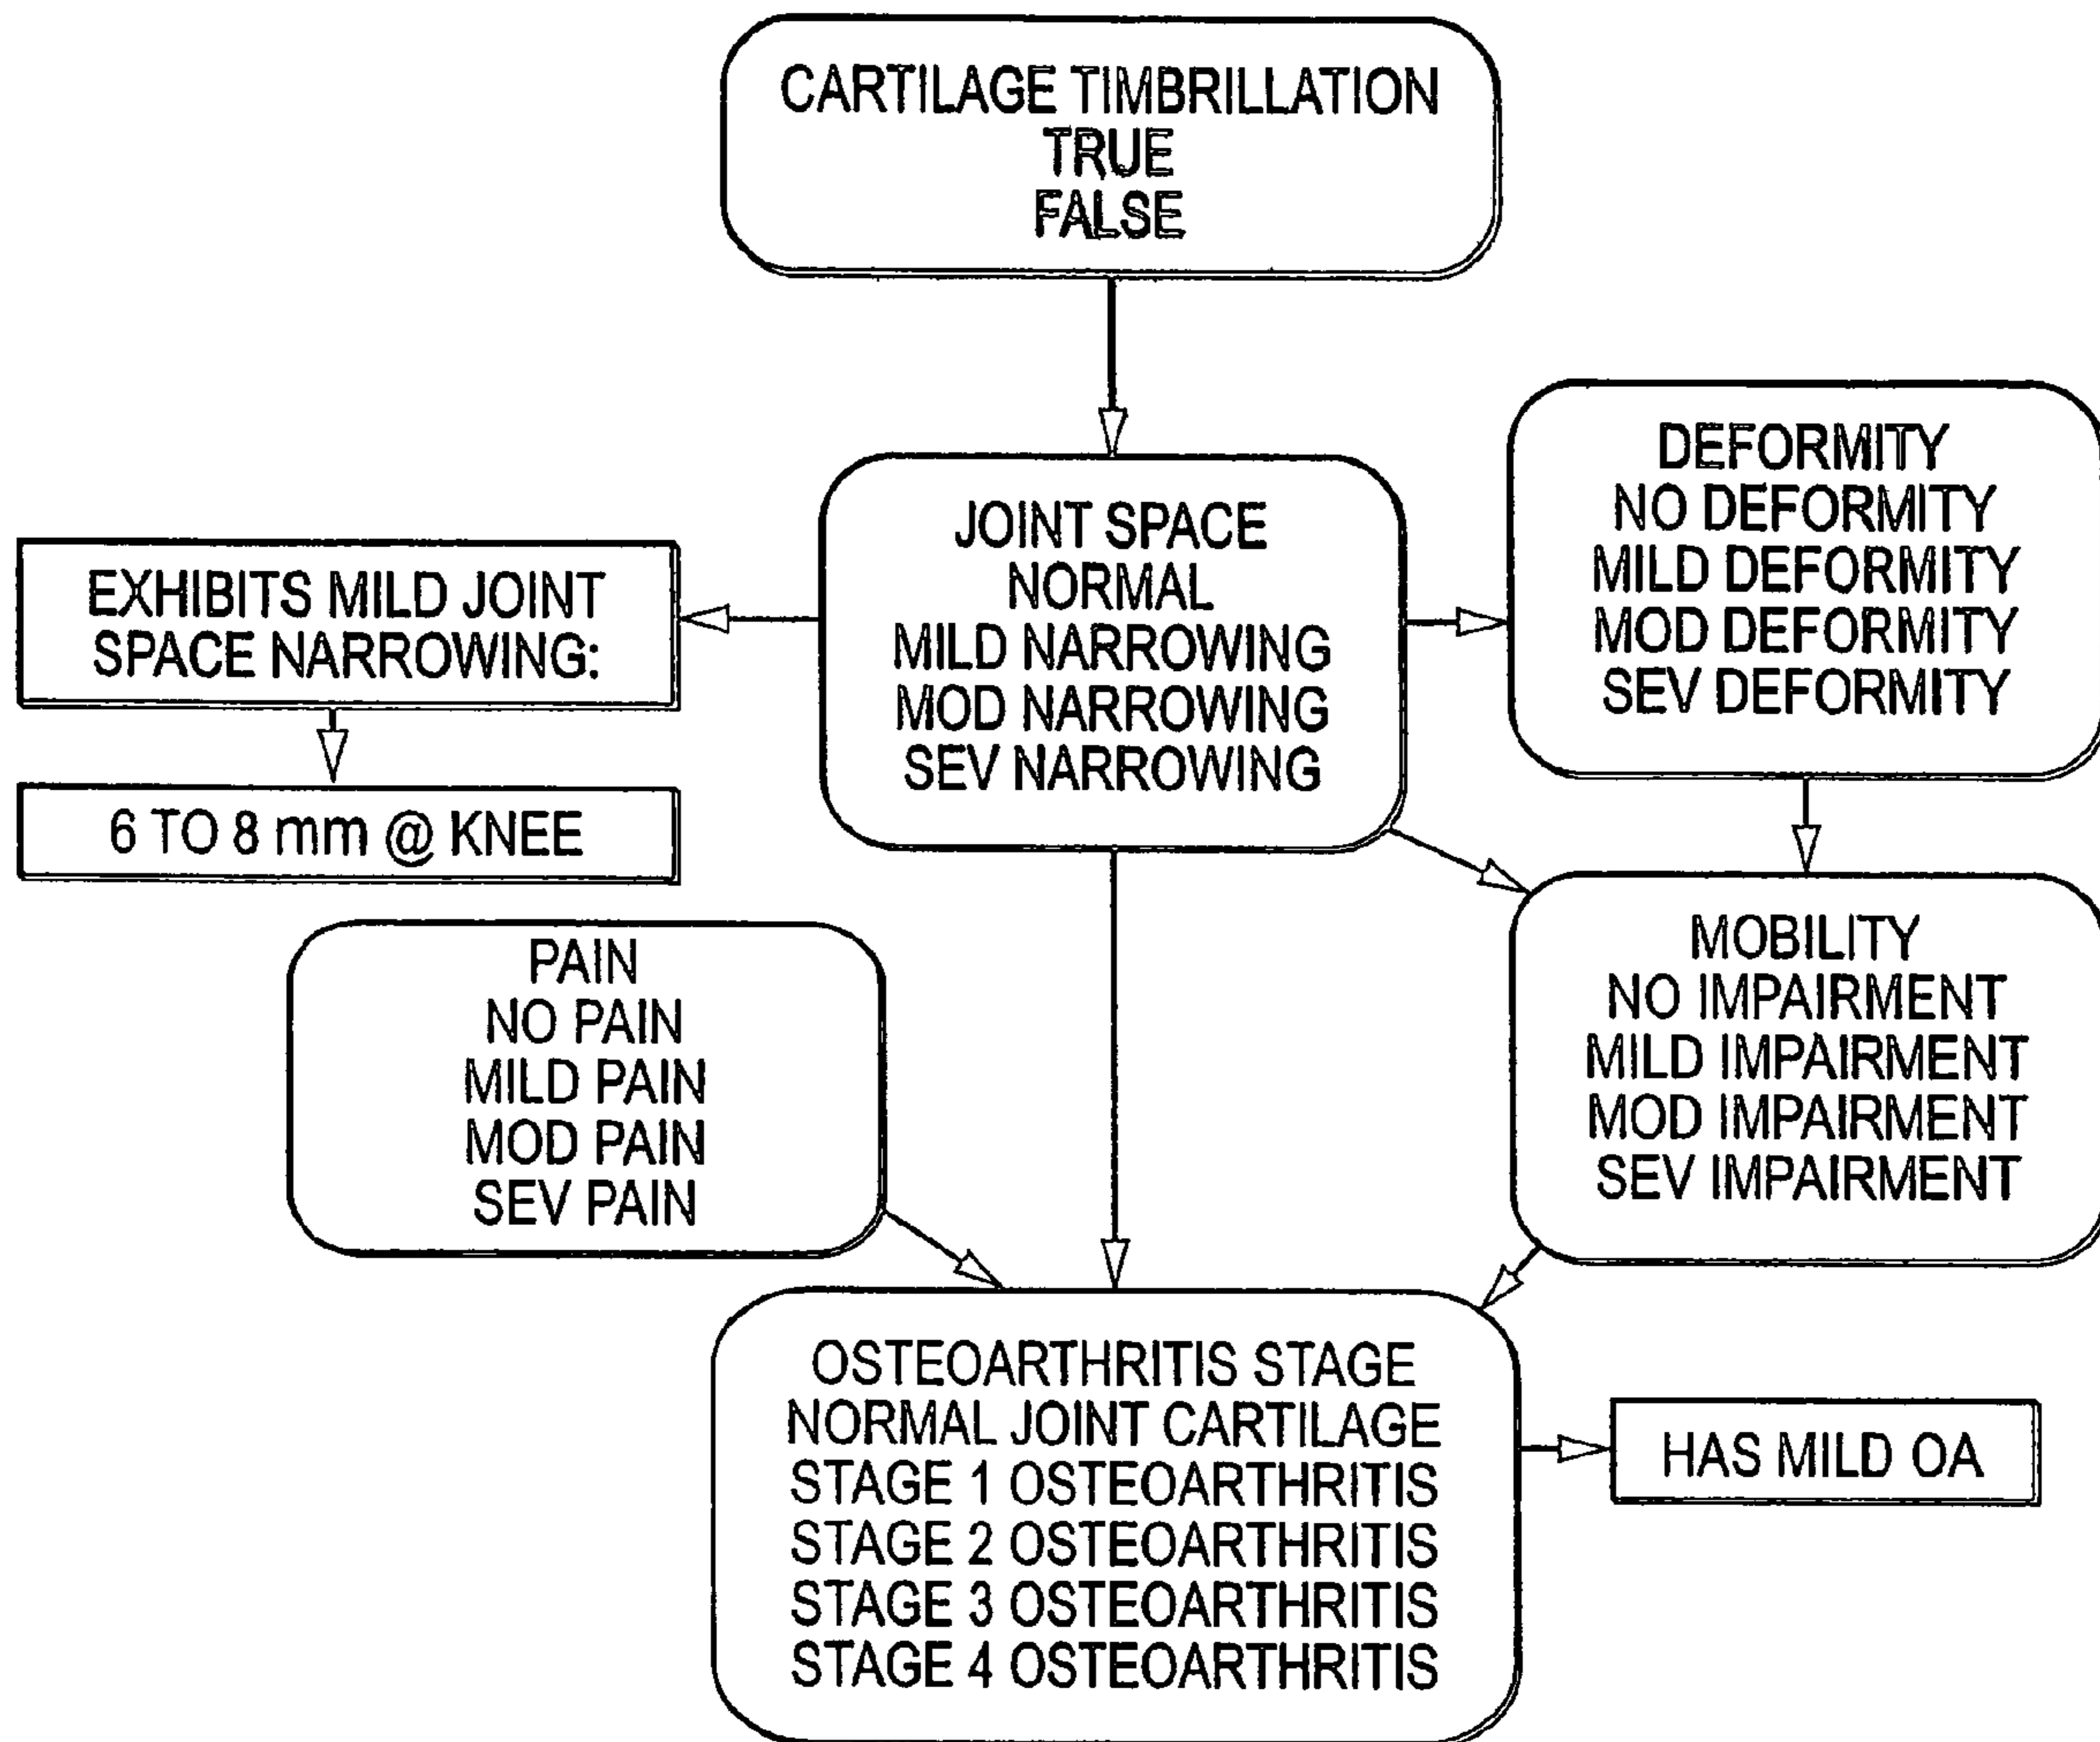 CARTILAGE TIMBRILLATION
TRUE
FALSE
JOINT SPACE
NORMAL
MILD NARROWING
MOD NARROWING
SEV NARROWING
DEFORMITY
NO DEFORMITY
MILD DEFORMITY
MOD DEFORMITY
SEV DEFORMITY
EXHIBITS MILD JOINT
SPACE NARROWING:
6 TO 8 mm @ KNEE
PAIN
NO PAIN
MILD PAIN
MOD PAIN
SEV PAIN
MOBILITY
NO IMPAIRMENT
MILD IMPAIRMENT
MOD IMPAIRMENT
SEV IMPAIRMENT
OSTEOARTHRITIS STAGE
NORMAL JOINT CARTILAGE
STAGE 1 OSTEOARTHRITIS
STAGE 2 OSTEOARTHRITIS
STAGE 3 OSTEOARTHRITIS
STAGE 4 OSTEOARTHRITIS
HAS MILD OA